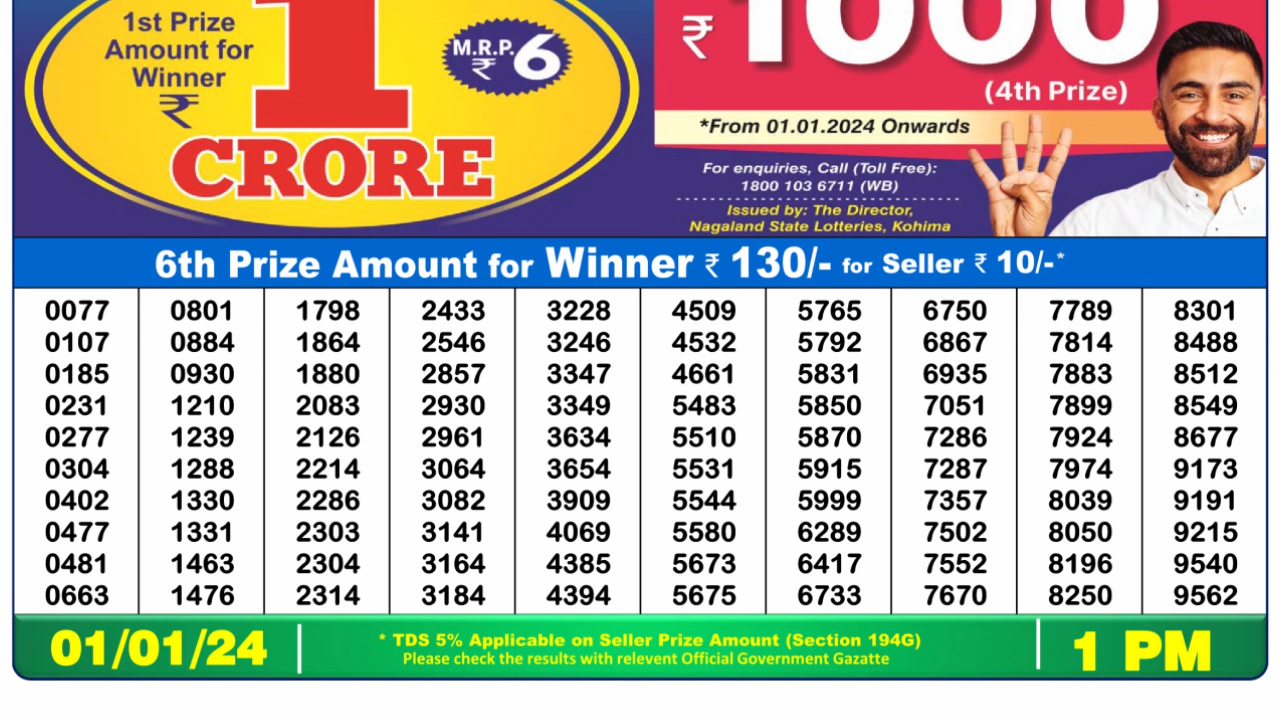 1st Prize
Amount for
Winner
₹
1
CRORE
M.R.P.
₹ 6
₹ 1000
(4th Prize)
*From 01.01.2024 Onwards
For enquiries, Call (Toll Free):
1800 103 6711 (WB)
Issued by: The Director,
Nagaland State Lotteries, Kohima
6th Prize Amount for Winner ₹ 130/- for Seller ₹ 10/-*
0077 0801 1798 2433 3228 4509 5765 6750 7789 8301
0107 0884 1864 2546 3246 4532 5792 6867 7814 8488
0185 0930 1880 2857 3347 4661 5831 6935 7883 8512
0231 1210 2083 2930 3349 5483 5850 7051 7899 8549
0277 1239 2126 2961 3634 5510 5870 7286 7924 8677
0304 1288 2214 3064 3654 5531 5915 7287 7974 9173
0402 1330 2286 3082 3909 5544 5999 7357 8039 9191
0477 1331 2303 3141 4069 5580 6289 7502 8050 9215
0481 1463 2304 3164 4385 5673 6417 7552 8196 9540
0663 1476 2314 3184 4394 5675 6733 7670 8250 9562
01/01/24
* TDS 5% Applicable on Seller Prize Amount (Section 194G)
Please check the results with relevent Official Government Gazatte
1 PM